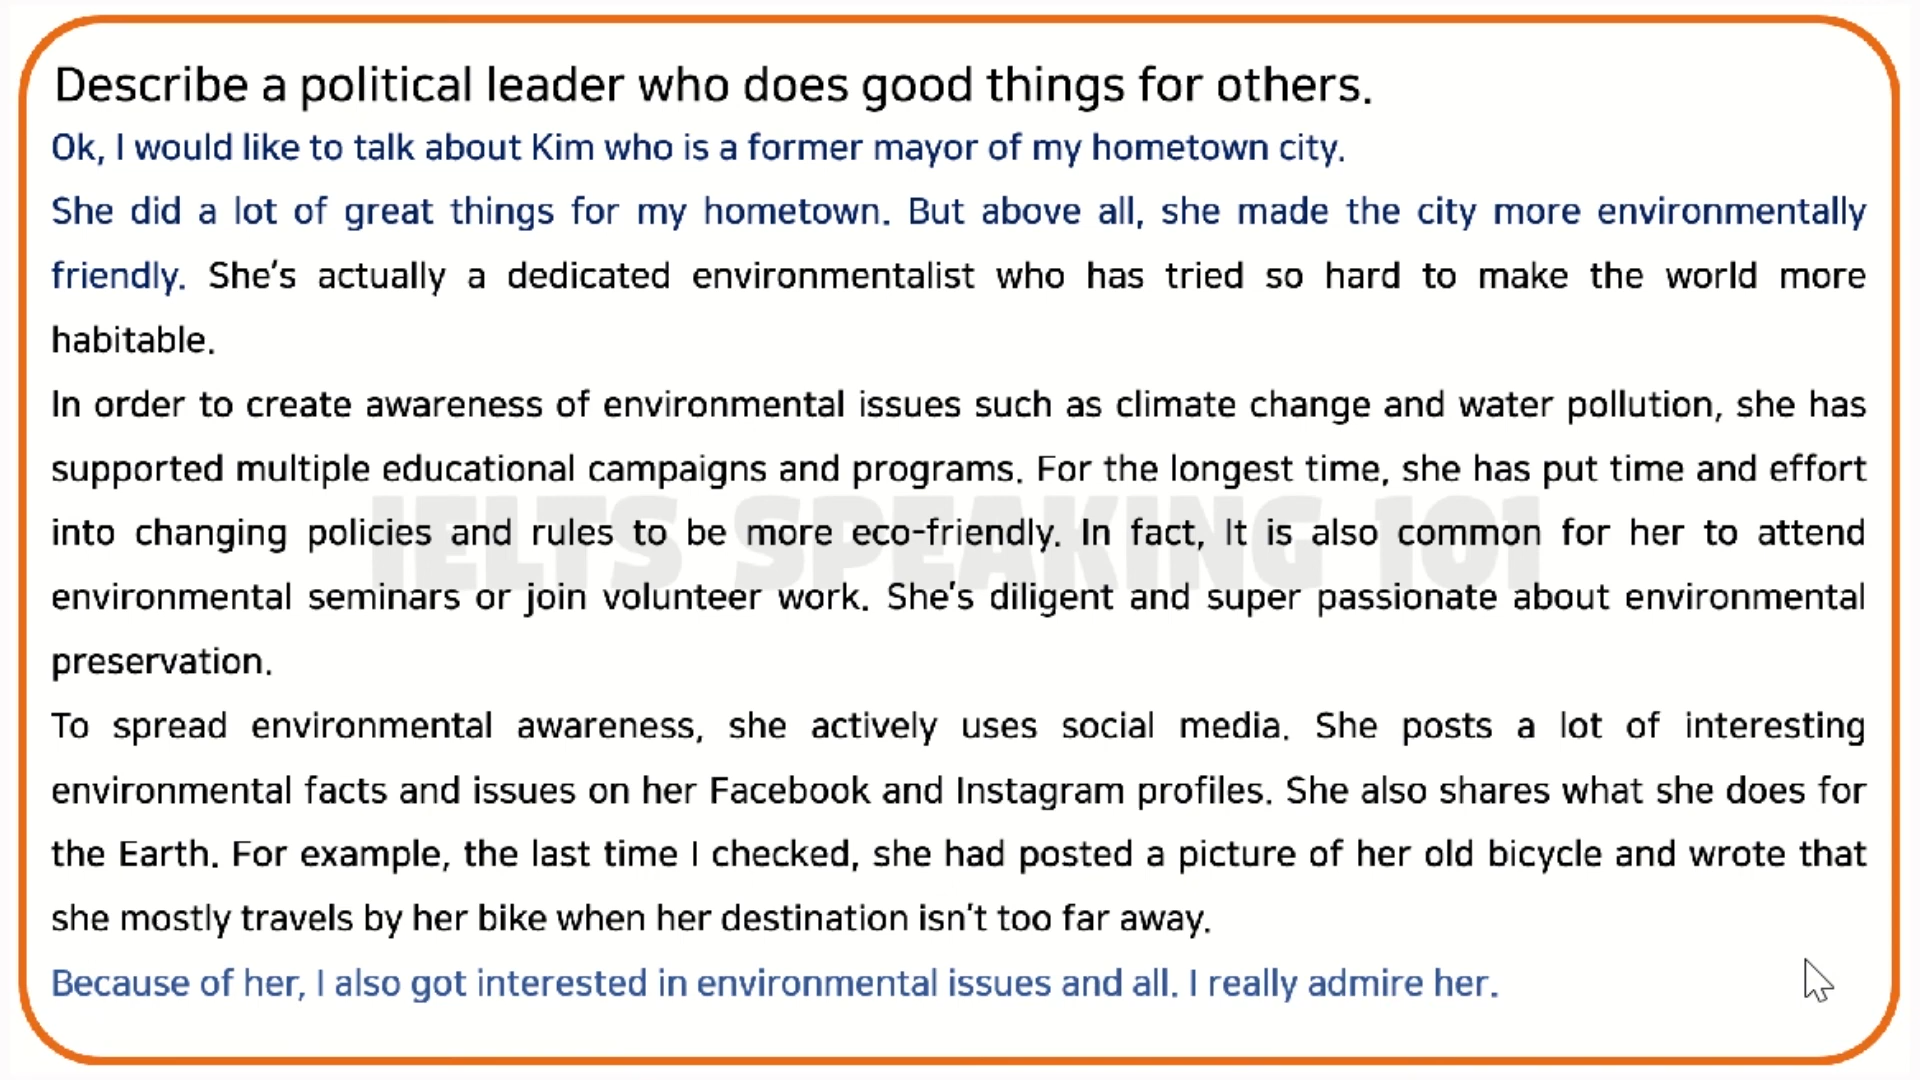 Describe a political leader who does good things for others.
Ok, I would like to talk about Kim who is a former mayor of my hometown city.
She did a lot of great things for my hometown. But above all, she made the city more environmentally
friendly. She's actually a dedicated environmentalist who has tried so hard to make the world more
habitable.
In order to create awareness of environmental issues such as climate change and water pollution, she has
supported multiple educational campaigns and programs. For the longest time, she has put time and effort
into changing policies and rules to be more eco-friendly. In fact, It is also common for her to attend
IELTS SPEAKING 101
environmental seminars or join volunteer work. She's diligent and super passionate about environmental
preservation.
To spread environmental awareness, she actively uses social media. She posts a lot of interesting
environmental facts and issues on her Facebook and Instagram profiles. She also shares what she does for
the Earth. For example, the last time I checked, she had posted a picture of her old bicycle and wrote that
she mostly travels by her bike when her destination isn't too far away.
Because of her, I also got interested in environmental issues and all. I really admire her.